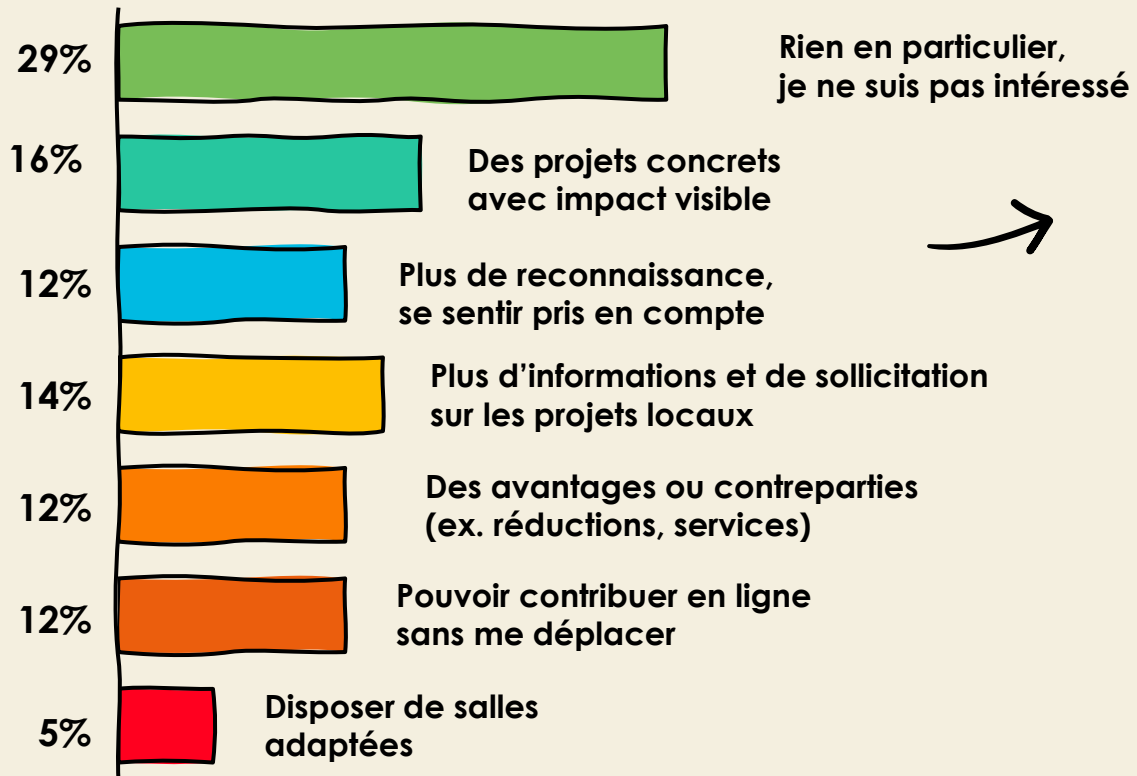 29%
Rien en particulier,
je ne suis pas intéressé
16%
Des projets concrets
avec impact visible
12%
Plus de reconnaissance,
se sentir pris en compte
14%
Plus d’informations et de sollicitation
sur les projets locaux
12%
Des avantages ou contreparties
(ex. réductions, services)
12%
Pouvoir contribuer en ligne
sans me déplacer
5%
Disposer de salles
adaptées